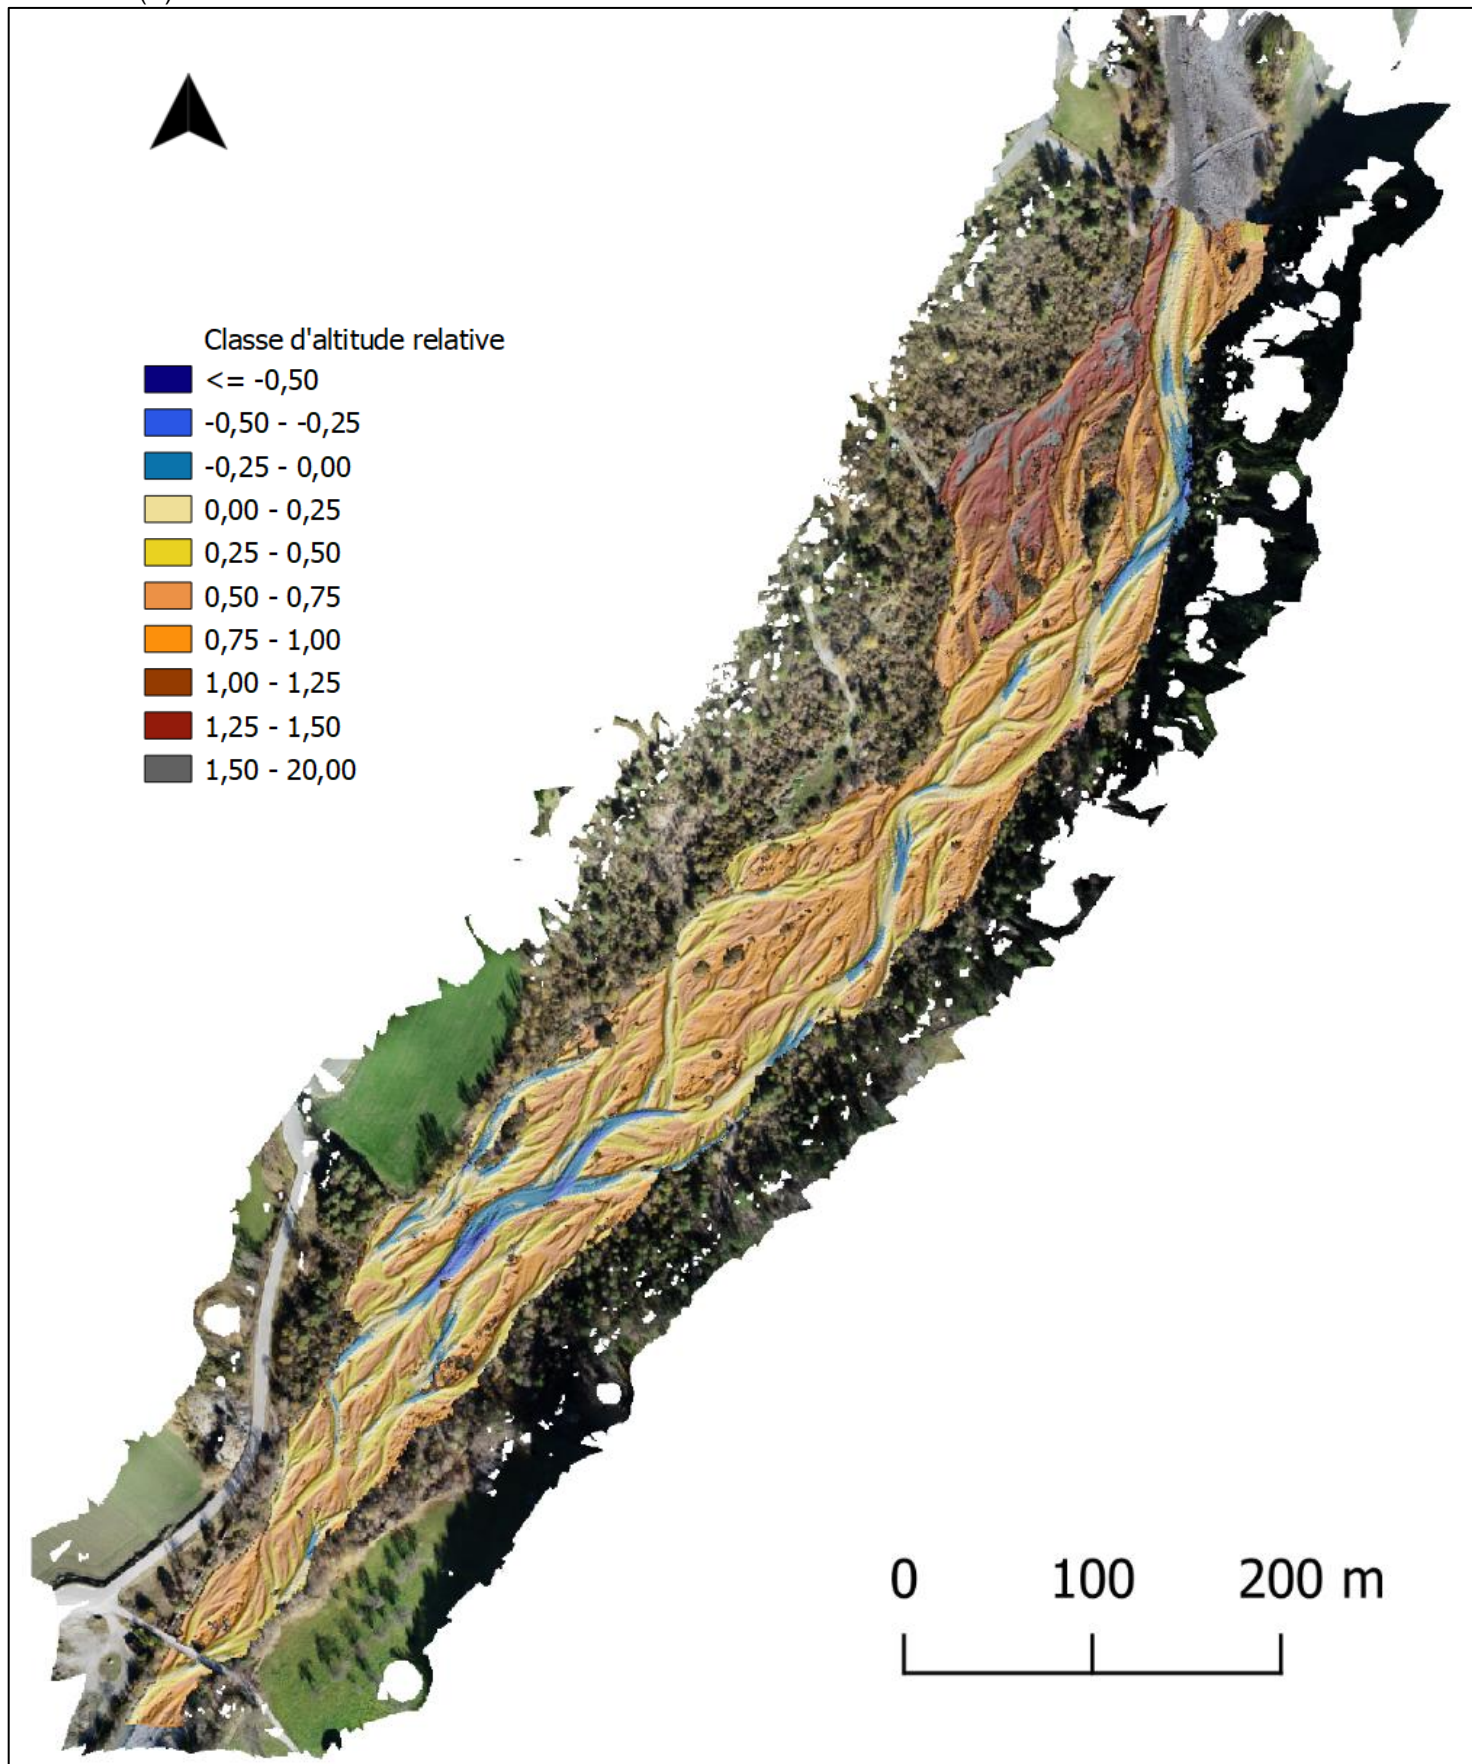 Classe d'altitude relative
<= -0,50
-0,50 - -0,25
-0,25 - 0,00
0,00 - 0,25
0,25 - 0,50
0,50 - 0,75
0,75 - 1,00
1,00 - 1,25
1,25 - 1,50
1,50 - 20,00
0 100 200 m